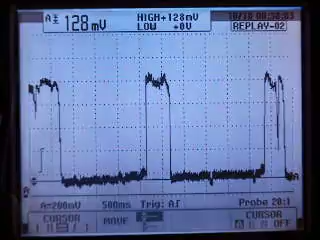 A 128 mV HIGH+128mV
LOW +0V
REPLAY-02
A
A=200mV 500ms Trig: A Probe 20:1
CURSOR MOVE CURSOR
OFF